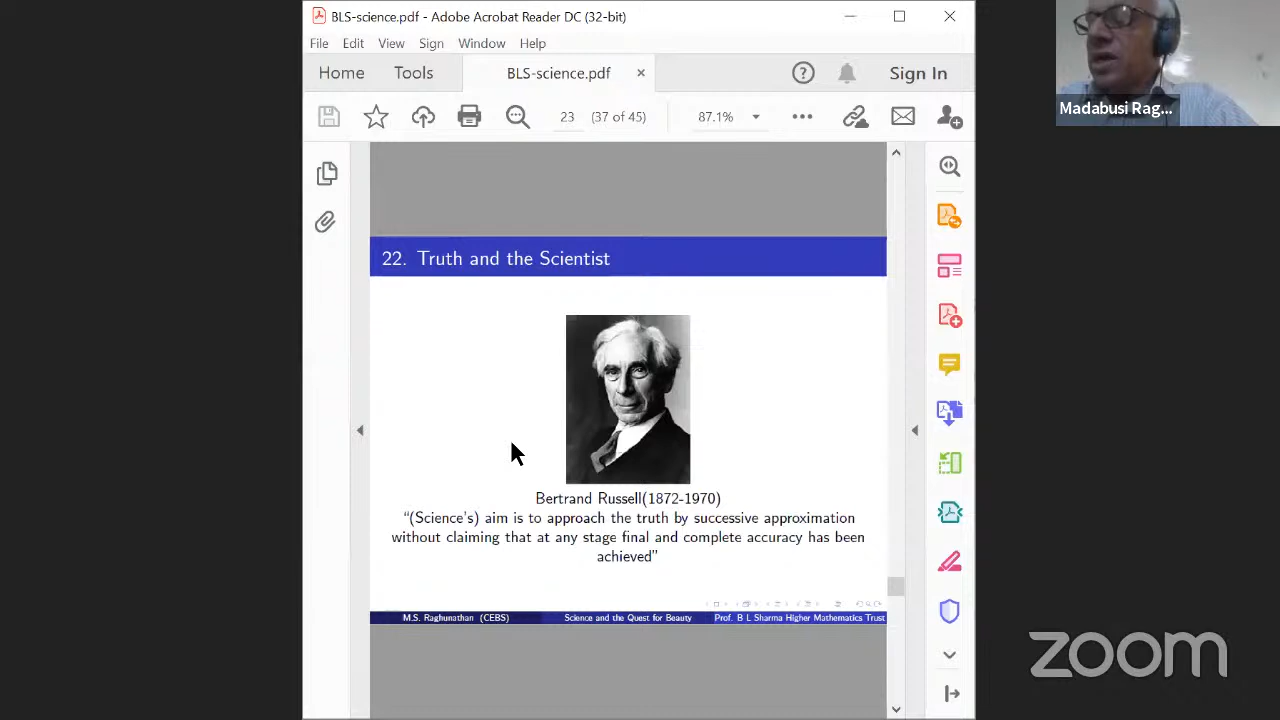 BLS-science.pdf - Adobe Acrobat Reader DC (32-bit)
File Edit View Sign Window Help
Home Tools BLS-science.pdf × Sign In
23 (37 of 45) 87.1%
Madabusi Rag...
22. Truth and the Scientist
Bertrand Russell(1872-1970)
“(Science's) aim is to approach the truth by successive approximation
without claiming that at any stage final and complete accuracy has been
achieved”
M.S. Raghunathan (CEBS) Science and the Quest for Beauty Prof. B L Sharma Higher Mathematics Trust
zoom